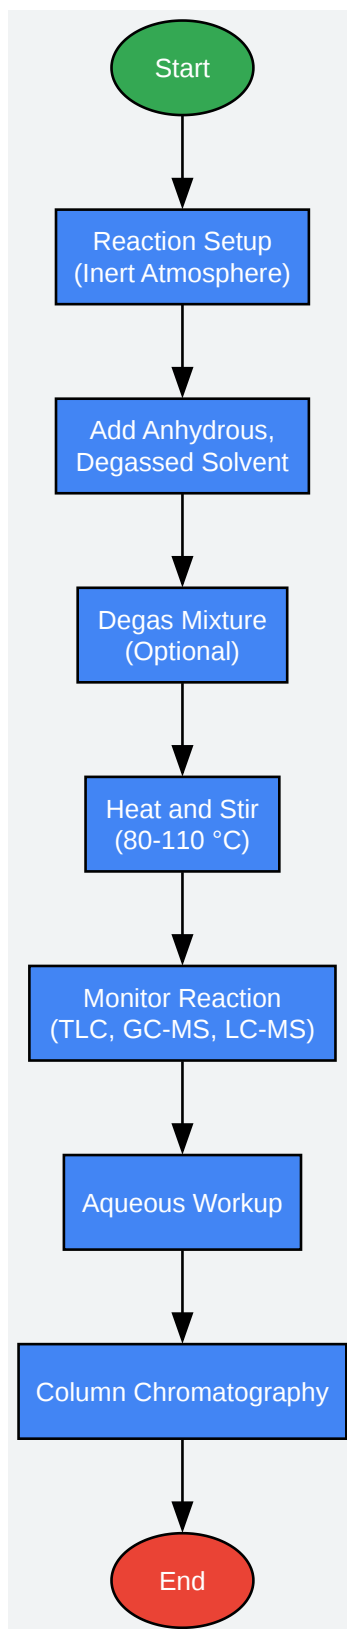 Start
Reaction Setup
(Inert Atmosphere)
Add Anhydrous,
Degassed Solvent
Degas Mixture
(Optional)
Heat and Stir
(80-110 °C)
Monitor Reaction
(TLC, GC-MS, LC-MS)
Aqueous Workup
Column Chromatography
End